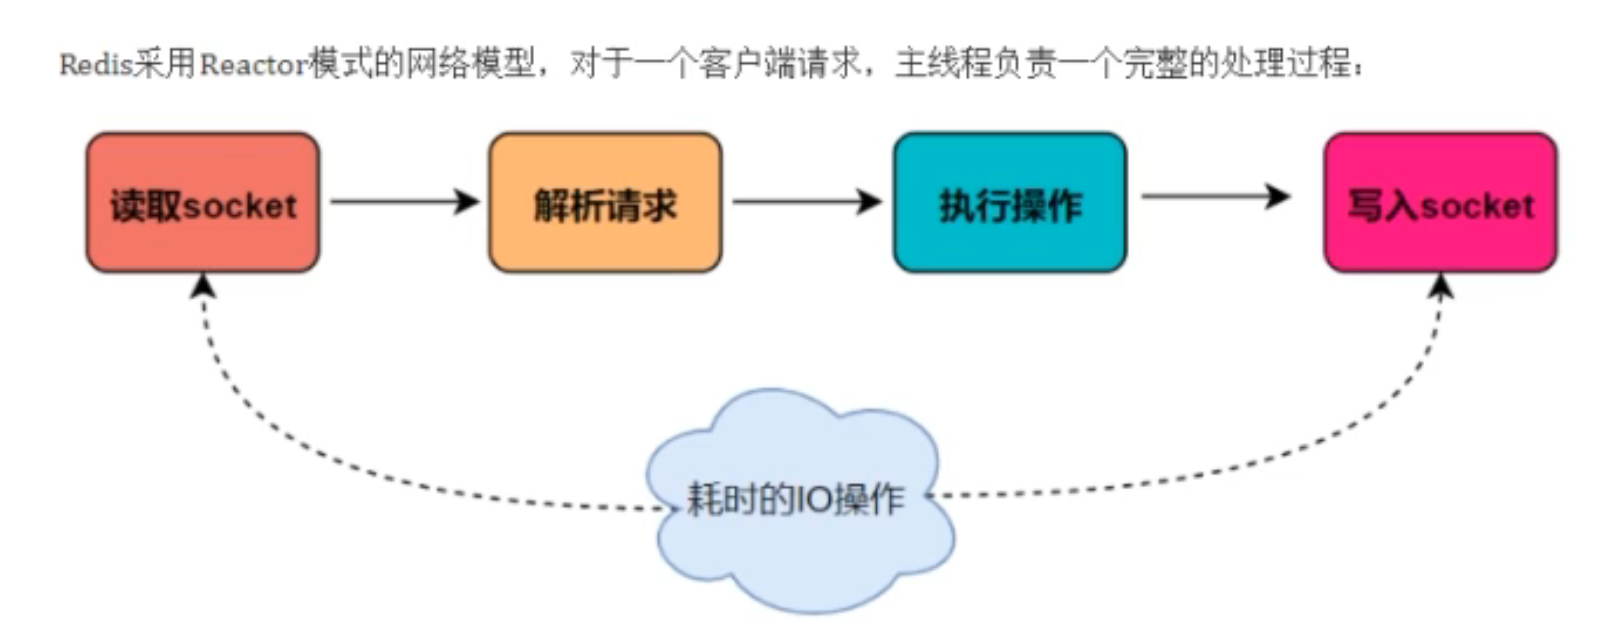 Redis采用Reactor模式的网络模型，对于一个客户端请求，主线程负责一个完整的处理过程：
读取socket
解析请求
执行操作
写入socket
耗时的IO操作